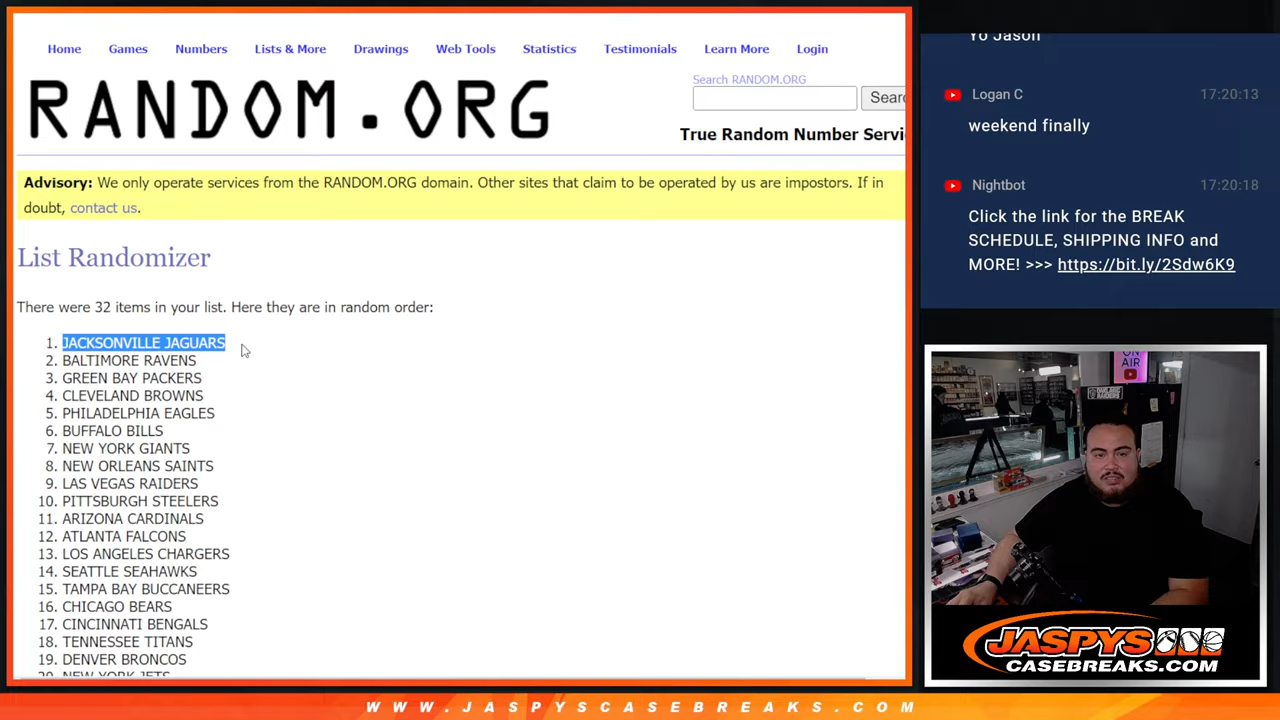 Home Games Numbers Lists & More Drawings Web Tools Statistics Testimonials Learn More Login
RANDOM.ORG
Search RANDOM.ORG
Searc
True Random Number Servi
Advisory: We only operate services from the RANDOM.ORG domain. Other sites that claim to be operated by us are impostors. If in
doubt, contact us.
List Randomizer
There were 32 items in your list. Here they are in random order:
1. JACKSONVILLE JAGUARS
2. BALTIMORE RAVENS
3. GREEN BAY PACKERS
4. CLEVELAND BROWNS
5. PHILADELPHIA EAGLES
6. BUFFALO BILLS
7. NEW YORK GIANTS
8. NEW ORLEANS SAINTS
9. LAS VEGAS RAIDERS
10. PITTSBURGH STEELERS
11. ARIZONA CARDINALS
12. ATLANTA FALCONS
13. LOS ANGELES CHARGERS
14. SEATTLE SEAHAWKS
15. TAMPA BAY BUCCANEERS
16. CHICAGO BEARS
17. CINCINNATI BENGALS
18. TENNESSEE TITANS
19. DENVER BRONCOS
20. NEW YORK JETS
Yo Jason
Logan C 17:20:13
weekend finally
Nightbot 17:20:18
Click the link for the BREAK
SCHEDULE, SHIPPING INFO and
MORE! >>> https://bit.ly/2Sdw6K9
ON
AIR
JASPYS
CASEBREAKS.COM
WWW.JASPYSCASEBREAKS.COM